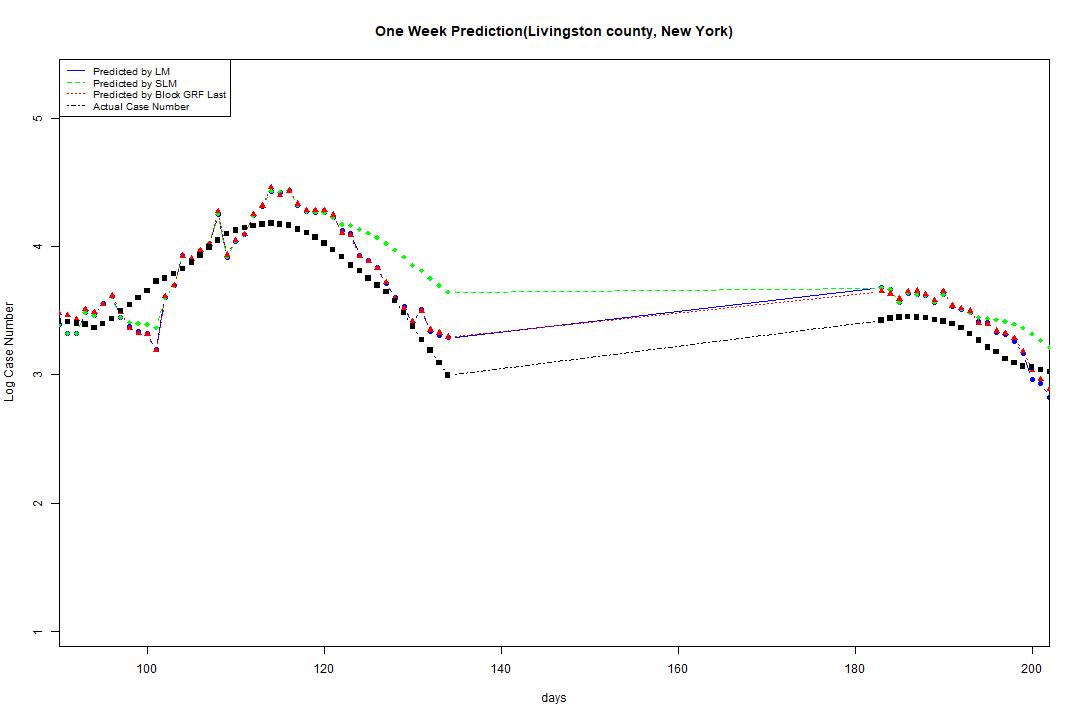 One Week Prediction(Livingston county, New York)
Predicted by LM
Predicted by SLM
Predicted by Block GRF Last
Actual Case Number
5
4
3
2
1
Log Case Number
100 120 140 160 180 200
days